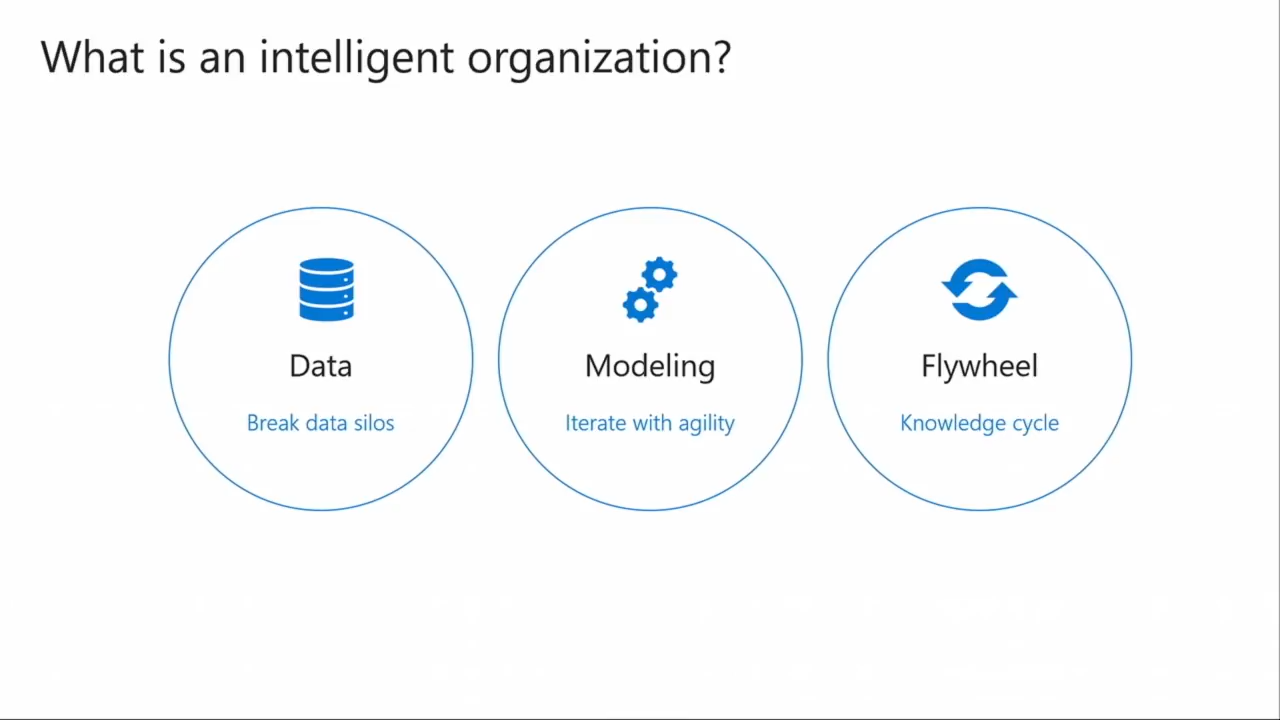 What is an intelligent organization?
Data
Break data silos
Modeling
Iterate with agility
Flywheel
Knowledge cycle